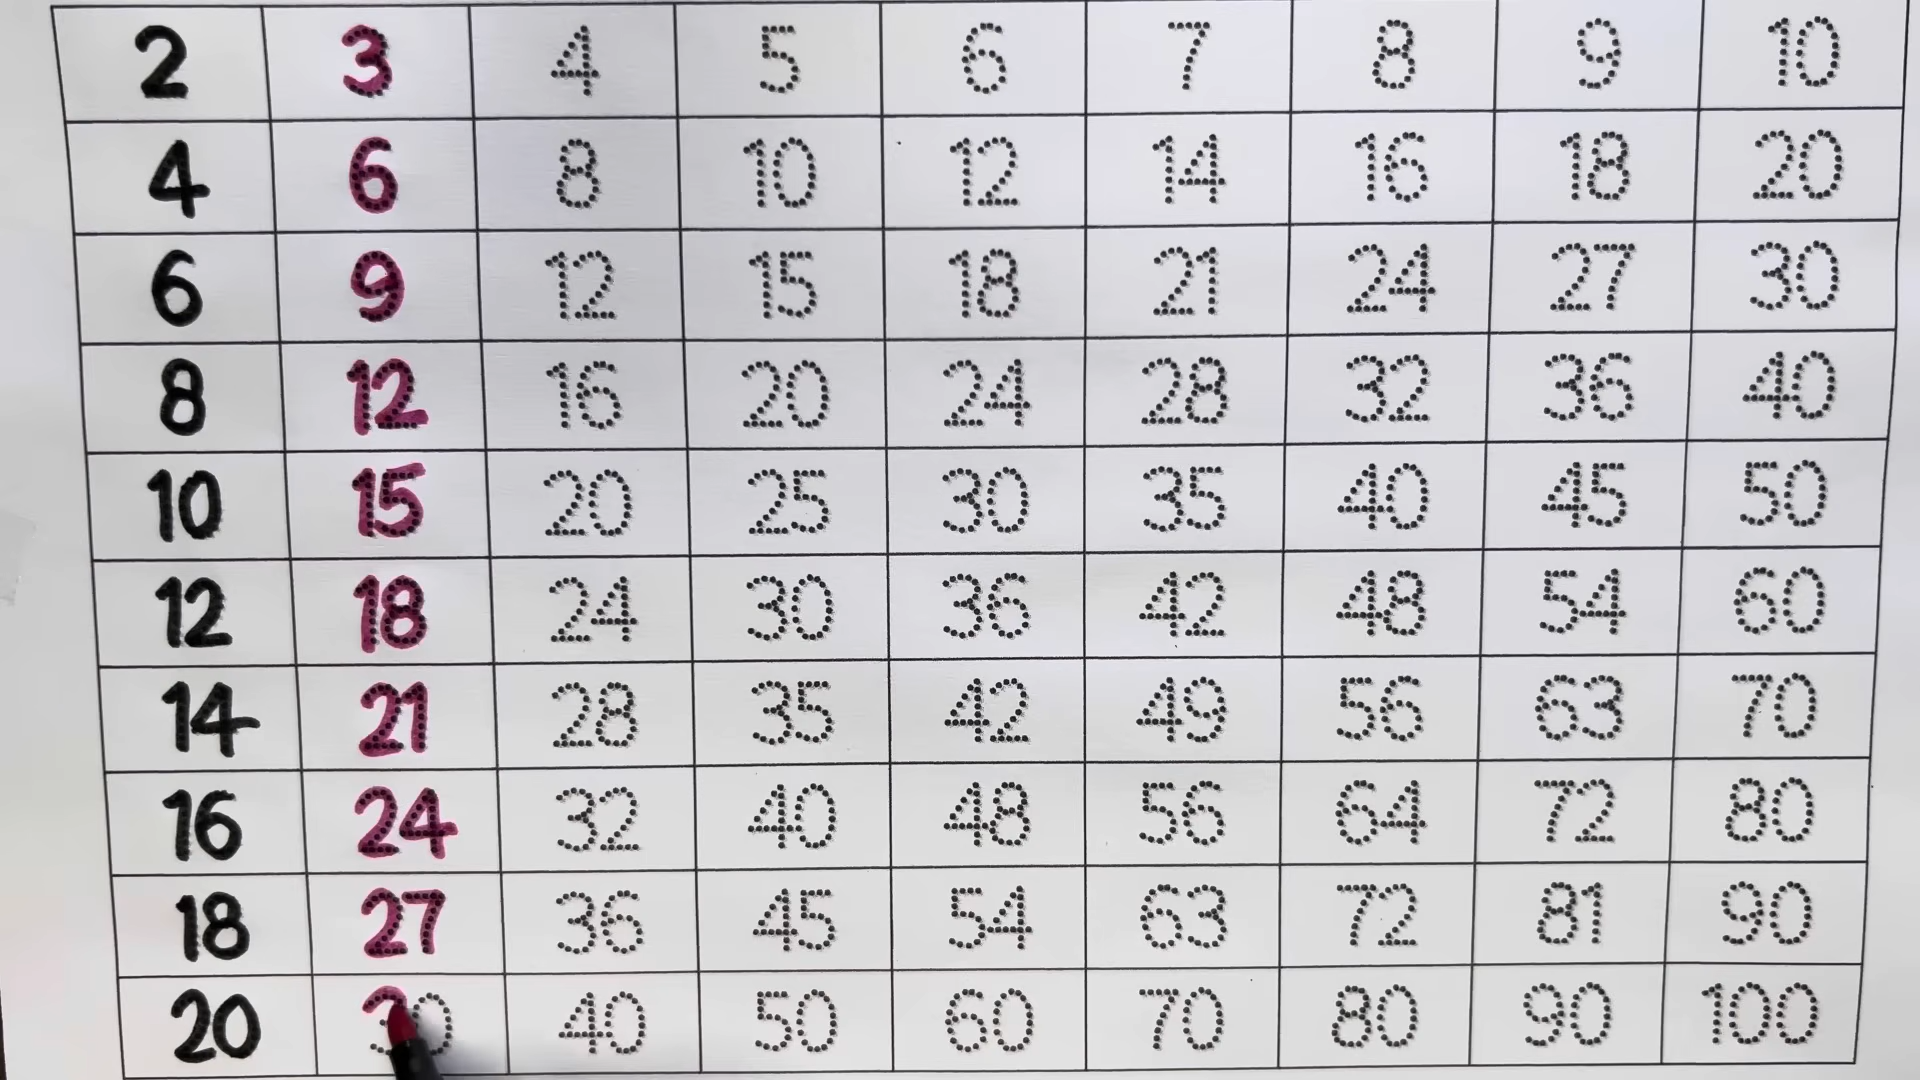 2 3 4 5 6 7 8 9 10
4 6 8 10 12 14 16 18 20
6 9 12 15 18 21 24 27 30
8 12 16 20 24 28 32 36 40
10 15 20 25 30 35 40 45 50
12 18 24 30 36 42 48 54 60
14 21 28 35 42 49 56 63 70
16 24 32 40 48 56 64 72 80
18 27 36 45 54 63 72 81 90
20 30 40 50 60 70 80 90 100